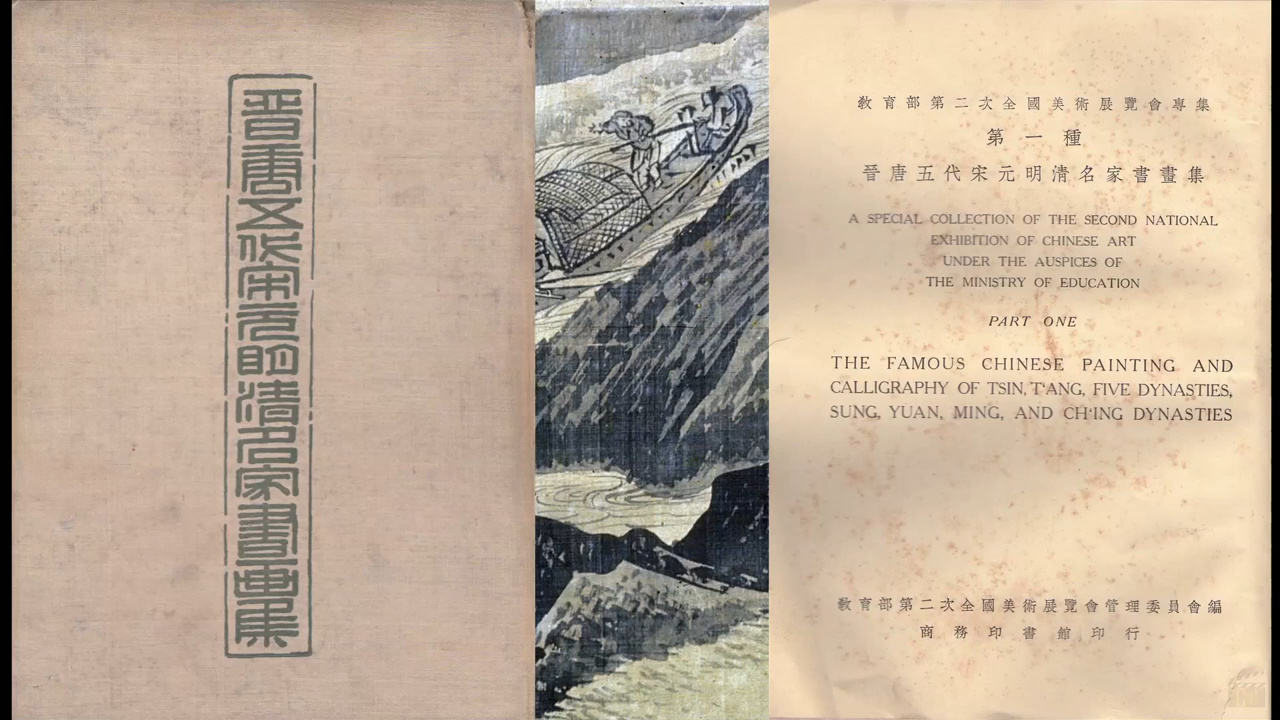 晋唐五代宋元明清名家書画集
教育部第二次全國美術展覽會專集
第一種
晉唐五代宋元明清名家書畫集
A SPECIAL COLLECTION OF THE SECOND NATIONAL
EXHIBITION OF CHINESE ART
UNDER THE AUSPICES OF
THE MINISTRY OF EDUCATION
PART ONE
THE FAMOUS CHINESE PAINTING AND
CALLIGRAPHY OF TSIN, T'ANG, FIVE DYNASTIES,
SUNG, YUAN, MING, AND CH'ING DYNASTIES
教育部第二次全國美術展覽會管理委員會編
商務印書館印行